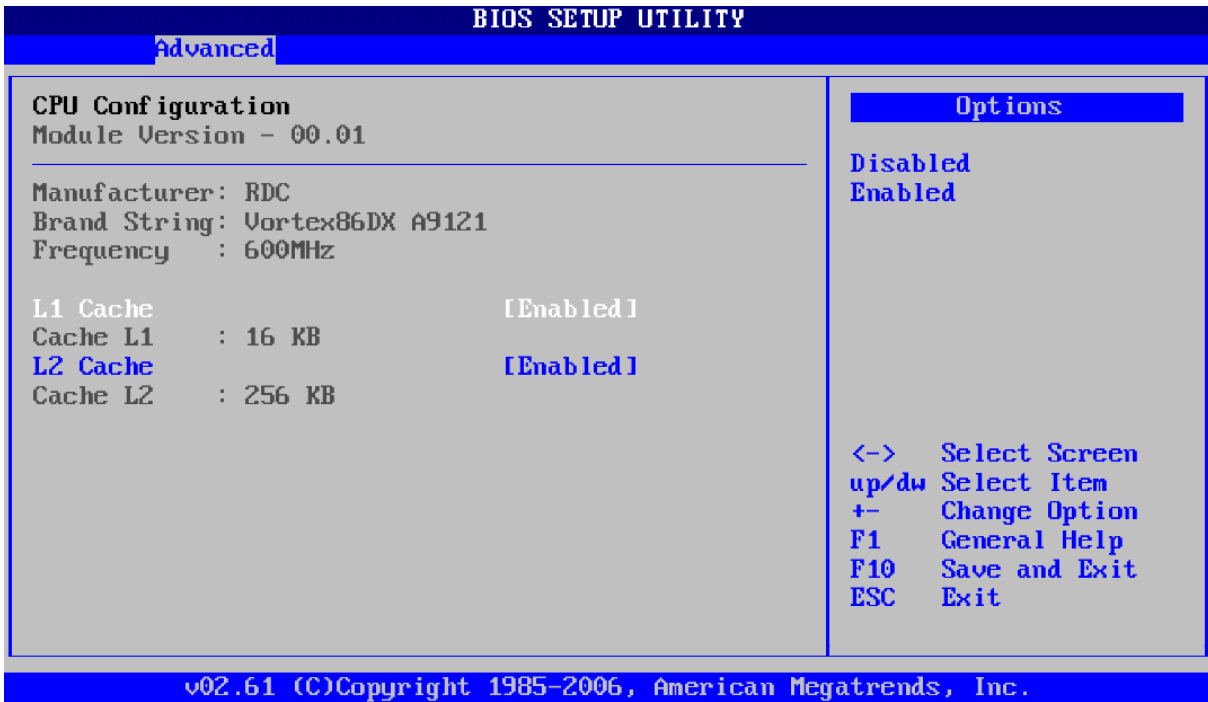 BIOS SETUP UTILITY
Advanced
CPU Configuration
Module Version - 00.01
Manufacturer: RDC
Brand String: Vortex86DX A9121
Frequency : 600MHz
L1 Cache [Enabled]
Cache L1 : 16 KB
L2 Cache [Enabled]
Cache L2 : 256 KB
Options
Disabled
Enabled
<-> Select Screen
up/dw Select Item
+- Change Option
F1 General Help
F10 Save and Exit
ESC Exit
v02.61 (C)Copyright 1985-2006, American Megatrends, Inc.